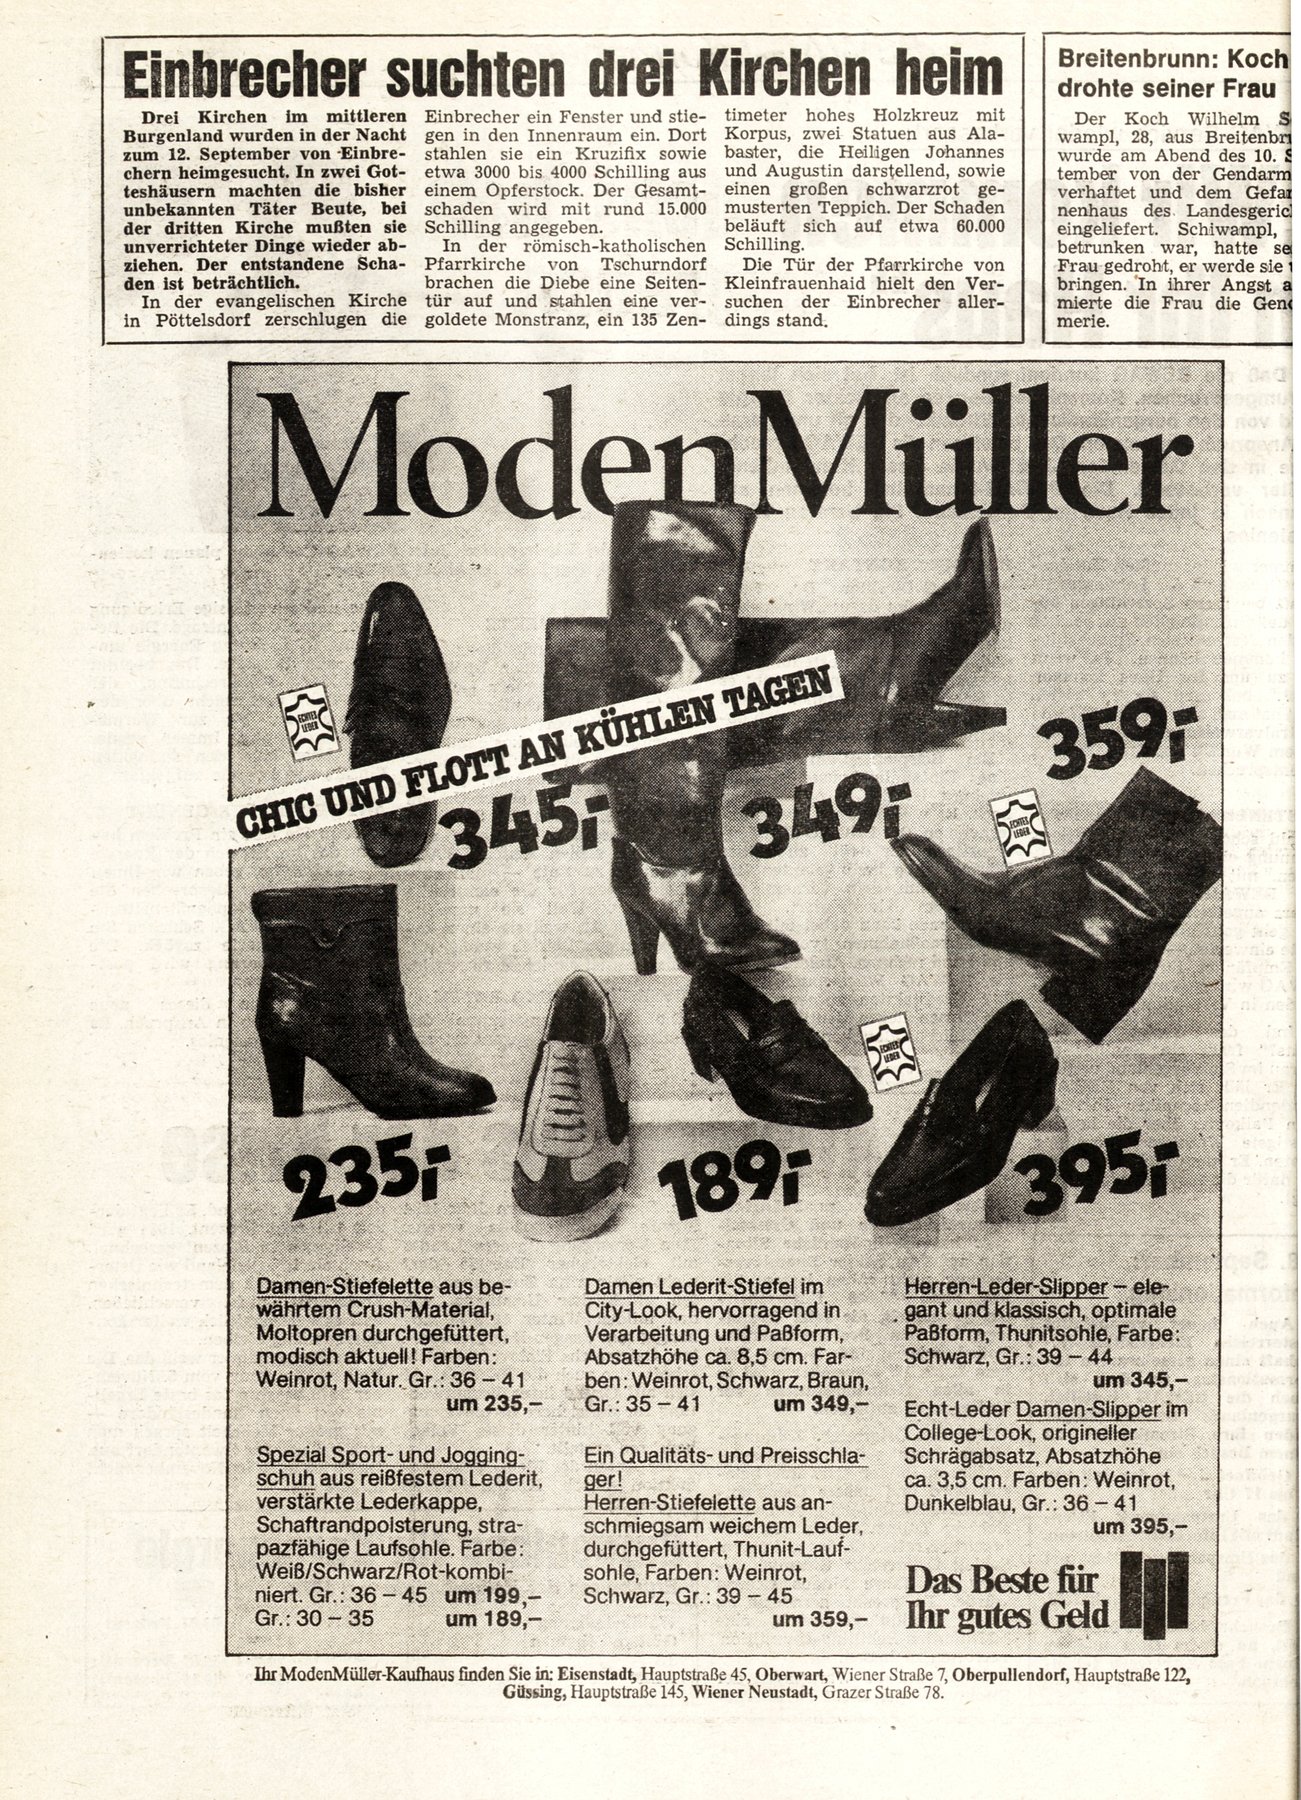 Einbrecher suchten drei Kirchen heim
Drei Kirchen im mittleren
Burgenland wurden in der Nacht
zum 12. September von Einbre-
chern heimgesucht. In zwei Got-
teshäusern machten die bisher
unbekannten Täter Beute, bei
der dritten Kirche mußten sie
unverrichteter Dinge wieder ab-
ziehen. Der entstandene Scha-
den ist beträchtlich.
In der evangelischen Kirche
in Pöttelsdorf zerschlugen die
Einbrecher ein Fenster und stie-
gen in den Innenraum ein. Dort
stahlen sie ein Kruzifix sowie
etwa 3000 bis 4000 Schilling aus
einem Opferstock. Der Gesamt-
schaden wird mit rund 15.000
Schilling angegeben.
In der römisch-katholischen
Pfarrkirche von Tschurndorf
brachen die Diebe eine Seiten-
tür auf und stahlen eine ver-
goldete Monstranz, ein 135 Zen-
timeter hohes Holzkreuz mit
Korpus, zwei Statuen aus Ala-
baster, die Heiligen Johannes
und Augustin darstellend, sowie
einen großen schwarzrot ge-
musterten Teppich. Der Schaden
beläuft sich auf etwa 60.000
Schilling.
Die Tür der Pfarrkirche von
Kleinfrauenhaid hielt den Ver-
suchen der Einbrecher aller-
dings stand.
Breitenbrunn: Koch
drohte seiner Frau
Der Koch Wilhelm
wampl, 28, aus
wurde am Abend des 10.
tember von der
verhaftet und dem
nenhaus des
eingeliefert. Schiwampl,
betrunken war, hatte
Frau gedroht, er werde sie
bringen. In ihrer Angst
mierte die Frau die
merie.
ModenMüller
CHIC UND FLOTT AN KÜHLEN TAGEN
ECHTES
LEDER
345,-
349,-
359,-
ECHTES
LEDER
ECHTES
LEDER
235,-
189,-
395,-
Damen-Stiefelette aus be-
währtem Crush-Material,
Moltopren durchgefüttert,
modisch aktuell! Farben:
Weinrot, Natur. Gr.: 36 – 41
um 235,–
Spezial Sport- und Jogging-
schuh aus reißfestem Lederit,
verstärkte Lederkappe,
Schaftrandpolsterung, stra-
pazfähige Laufsohle. Farbe:
Weiß/Schwarz/Rot-kombi-
niert. Gr.: 36 – 45 um 199,–
Gr.: 30 – 35 um 189,–
Damen Lederit-Stiefel im
City-Look, hervorragend in
Verarbeitung und Paßform,
Absatzhöhe ca. 8,5 cm. Far-
ben: Weinrot, Schwarz, Braun,
Gr.: 35 – 41 um 349,–
Ein Qualitäts- und Preisschla-
ger!
Herren-Stiefelette aus an-
schmiegsam weichem Leder,
durchgefüttert, Thunit-Lauf-
sohle, Farben: Weinrot,
Schwarz, Gr.: 39 – 45
um 359,–
Herren-Leder-Slipper – ele-
gant und klassisch, optimale
Paßform, Thunitsohle, Farbe:
Schwarz, Gr.: 39 – 44
um 345,–
Echt-Leder Damen-Slipper im
College-Look, origineller
Schrägabsatz, Absatzhöhe
ca. 3,5 cm. Farben: Weinrot,
Dunkelblau, Gr.: 36 – 41
um 395,–
Das Beste für
Ihr gutes Geld
Ihr ModenMüller-Kaufhaus finden Sie in: Eisenstadt, Hauptstraße 45, Oberwart, Wiener Straße 7, Oberpullendorf, Hauptstraße 122,
Güssing, Hauptstraße 145, Wiener Neustadt, Grazer Straße 78.